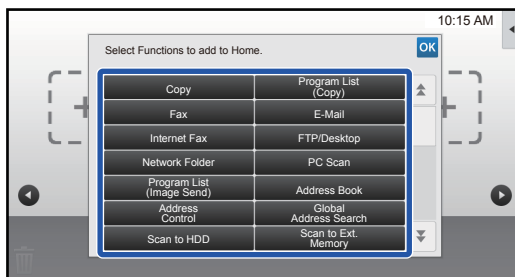 10:15 AM
Select Functions to add to Home.
OK
Copy
Program List
(Copy)
Fax
E-Mail
Internet Fax
FTP/Desktop
Network Folder
PC Scan
Program List
(Image Send)
Address Book
Address
Control
Global
Address Search
Scan to HDD
Scan to Ext.
Memory